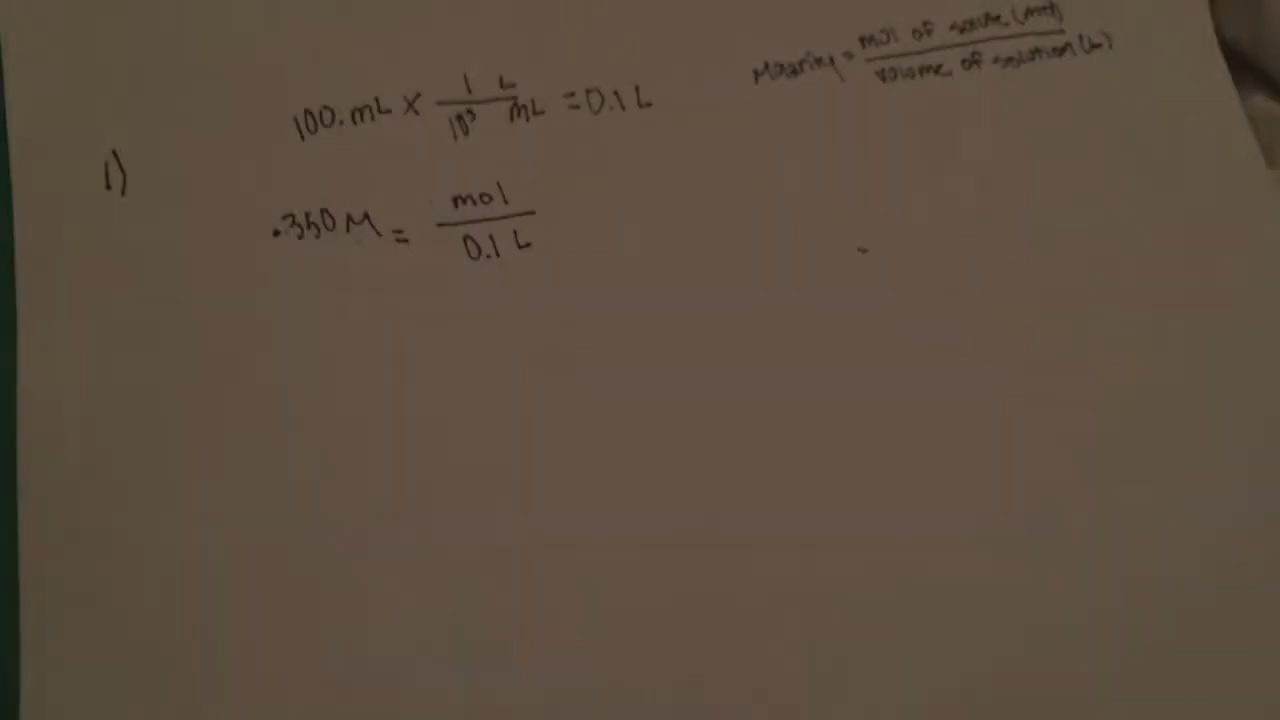 Molarity = mol of solute (mol) / volume of solution (L)
100. mL × 1 L / 10³ mL = 0.1 L
1)
.350 M = mol / 0.1 L